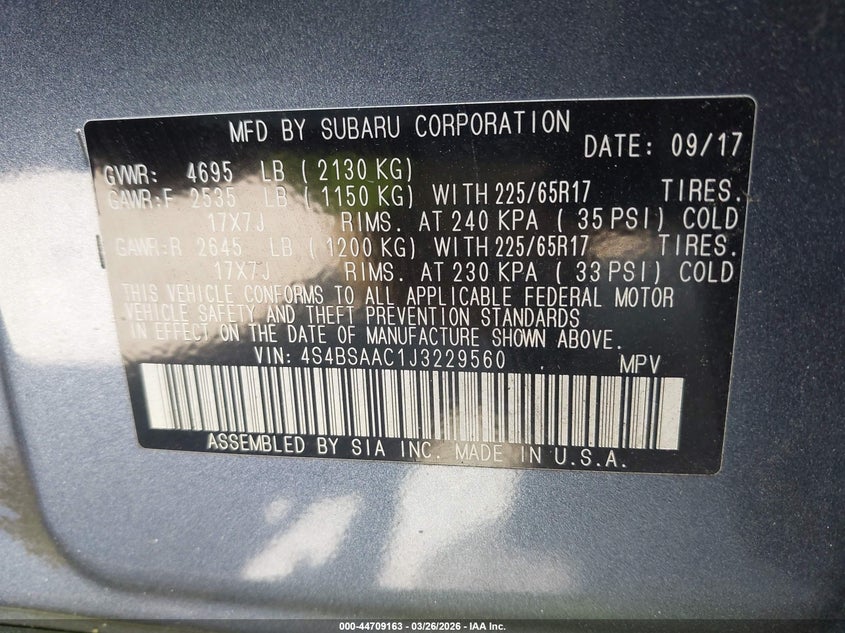 MFD BY SUBARU CORPORATION
DATE: 09/17
GVWR: 4695 LB ( 2130 KG)
GAWR:F 2535 LB ( 1150 KG) WITH 225/65R17 TIRES.
17X7J RIMS. AT 240 KPA ( 35 PSI) COLD
GAWR:R 2645 LB ( 1200 KG) WITH 225/65R17 TIRES.
17X7J RIMS. AT 230 KPA ( 33 PSI) COLD
THIS VEHICLE CONFORMS TO ALL APPLICABLE FEDERAL MOTOR
VEHICLE SAFETY AND THEFT PREVENTION STANDARDS
IN EFFECT ON THE DATE OF MANUFACTURE SHOWN ABOVE.
VIN: 4S4BSAAC1J3229560 MPV
ASSEMBLED BY SIA INC. MADE IN U.S.A.
000-44709163 - 03/26/2026 - IAA Inc.